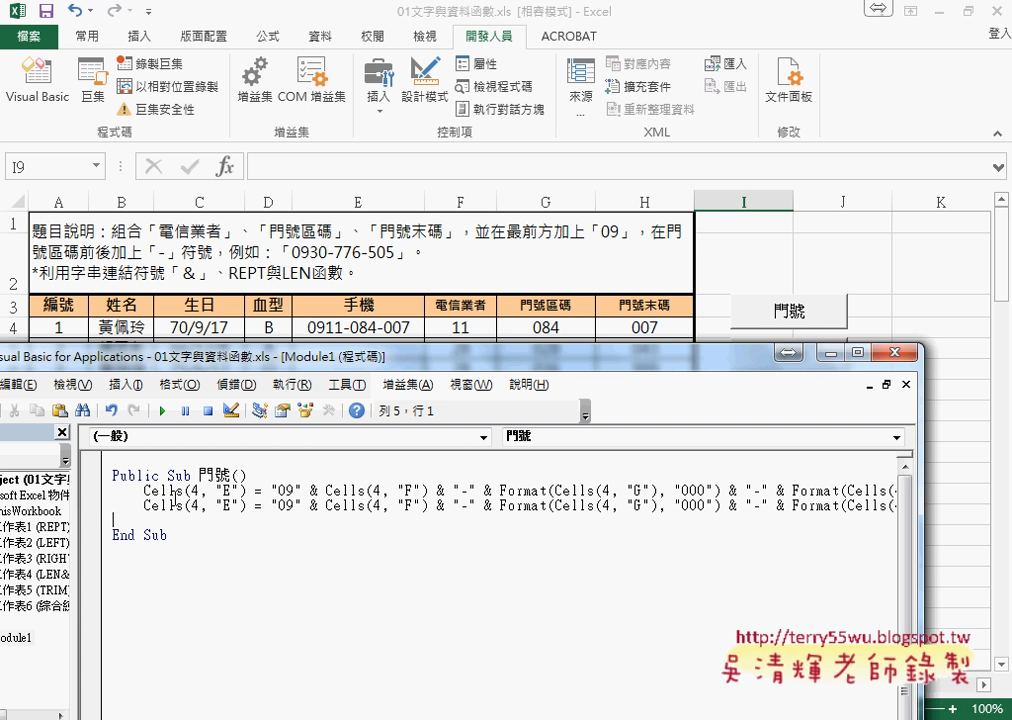 01文字與資料函數.xls [相容模式] - Excel
檔案 常用 插入 版面配置 公式 資料 校閱 檢視 開發人員 ACROBAT 登入
Visual Basic 巨集 錄製巨集 以相對位置錄製 巨集安全性 程式碼
增益集 COM 增益集 增益集
插入 設計模式 屬性 檢視程式碼 執行對話方塊 控制項
來源 ... 對應內容 擴充套件 重新整理資料 匯入 匯出 XML
文件面板 修改
I9 fx
A B C D E F G H I J K
1 題目說明：組合「電信業者」、「門號區碼」、「門號末碼」，並在最前方加上「09」，在門
號區碼前後加上「-」符號，例如：「0930-776-505」。
2 *利用字串連結符號「&」、REPT與LEN函數。
3 編號 姓名 生日 血型 手機 電信業者 門號區碼 門號末碼
門號
4 1 黃佩玲 70/9/17 B 0911-084-007 11 084 007
sual Basic for Applications - 01文字與資料函數.xls - [Module1 (程式碼)]
編輯(E) 檢視(V) 插入(I) 格式(O) 偵錯(D) 執行(R) 工具(T) 增益集(A) 視窗(W) 說明(H)
列 5，行 1
(一般) 門號
ject (01文字
soft Excel 物件
hisWorkbook
工作表1 (REPT)
工作表2 (LEFT)
工作表3 (RIGH
工作表4 (LEN&
工作表5 (TRIM)
工作表6 (綜合
odule1
Public Sub 門號()
Cells(4, "E") = "09" & Cells(4, "F") & "-" & Format(Cells(4, "G"), "000") & "-" & Format(Cells(
Cells(4, "E") = "09" & Cells(4, "F") & "-" & Format(Cells(4, "G"), "000") & "-" & Format(Cells(
End Sub
http://terry55wu.blogspot.tw
吳清輝老師錄製
100%